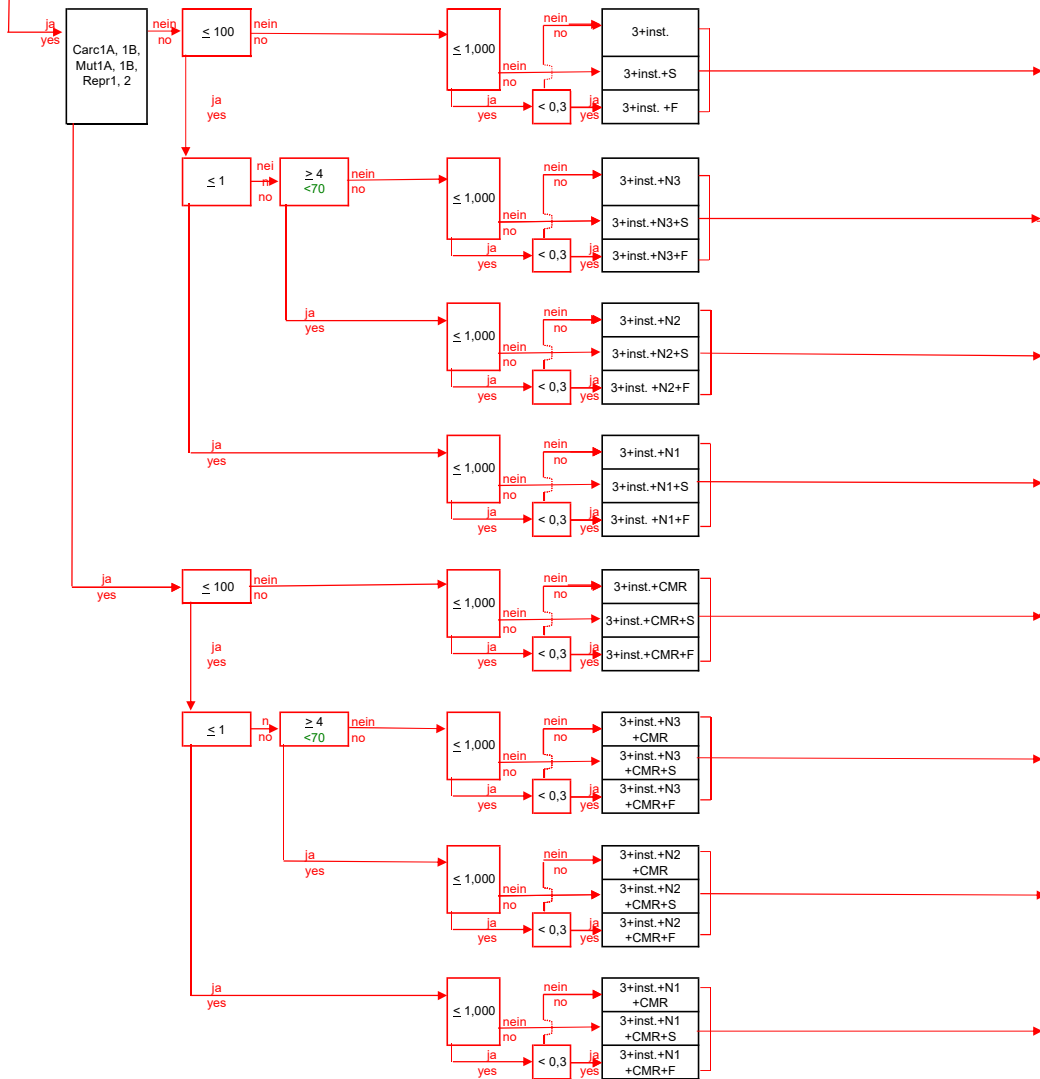 ja
yes
Carc1A, 1B,
Mut1A, 1B,
Repr1, 2
nein
no
≤ 100
nein
no
≤ 1,000
nein
no
ja
yes
< 0,3
nein
no
ja
yes
3+inst.
3+inst.+S
3+inst. +F
ja
yes
≤ 1
nei
n
no
≥ 4
<70
nein
no
≤ 1,000
nein
no
ja
yes
< 0,3
nein
no
ja
yes
3+inst.+N3
3+inst.+N3+S
3+inst.+N3+F
ja
yes
≤ 1,000
nein
no
ja
yes
< 0,3
nein
no
ja
yes
3+inst.+N2
3+inst.+N2+S
3+inst. +N2+F
ja
yes
≤ 1,000
nein
no
ja
yes
< 0,3
nein
no
ja
yes
3+inst.+N1
3+inst.+N1+S
3+inst. +N1+F
ja
yes
≤ 100
nein
no
≤ 1,000
nein
no
ja
yes
< 0,3
nein
no
ja
yes
3+inst.+CMR
3+inst.+CMR+S
3+inst.+CMR+F
ja
yes
≤ 1
n
no
≥ 4
<70
nein
no
≤ 1,000
nein
no
ja
yes
< 0,3
nein
no
ja
yes
3+inst.+N3
+CMR
3+inst.+N3
+CMR+S
3+inst.+N3
+CMR+F
ja
yes
≤ 1,000
nein
no
ja
yes
< 0,3
nein
no
ja
yes
3+inst.+N2
+CMR
3+inst.+N2
+CMR+S
3+inst.+N2
+CMR+F
ja
yes
≤ 1,000
nein
no
ja
yes
< 0,3
nein
no
ja
yes
3+inst.+N1
+CMR
3+inst.+N1
+CMR+S
3+inst.+N1
+CMR+F